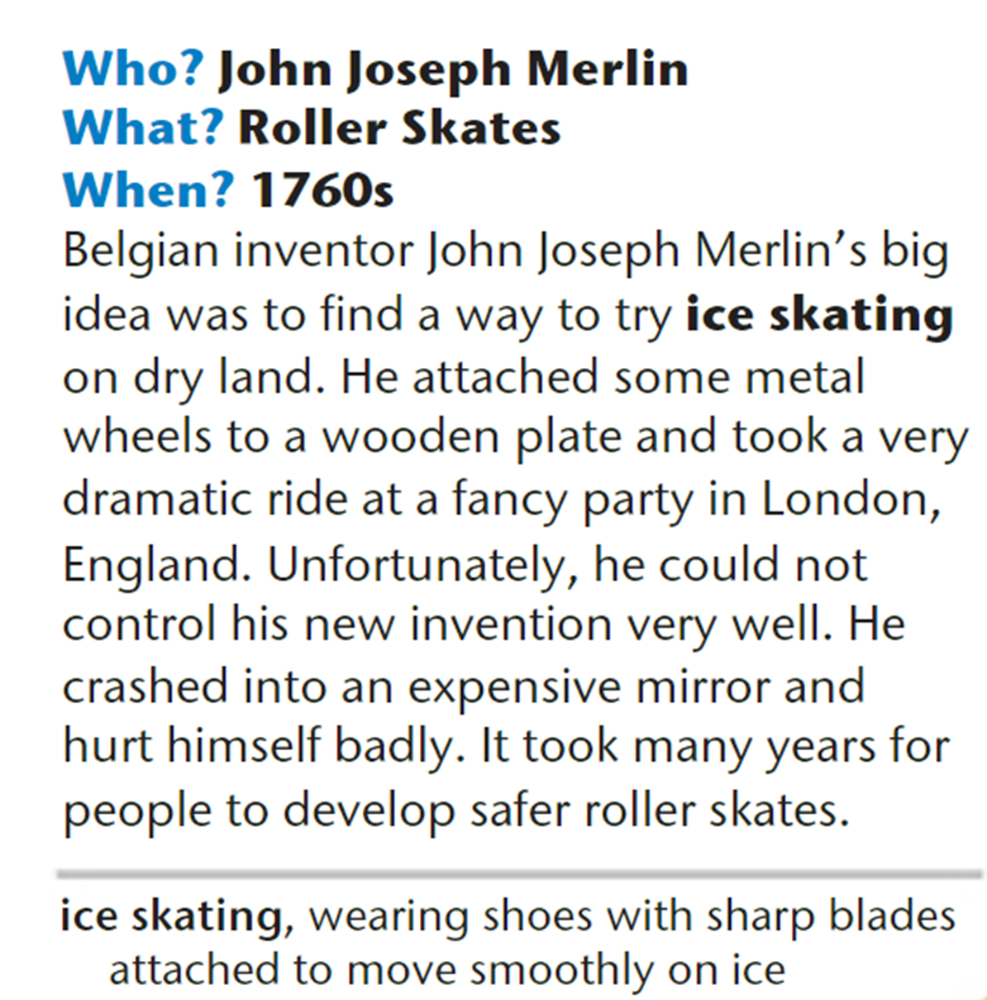 Who? John Joseph Merlin
What? Roller Skates
When? 1760s
Belgian inventor John Joseph Merlin’s big
idea was to find a way to try ice skating
on dry land. He attached some metal
wheels to a wooden plate and took a very
dramatic ride at a fancy party in London,
England. Unfortunately, he could not
control his new invention very well. He
crashed into an expensive mirror and
hurt himself badly. It took many years for
people to develop safer roller skates.
ice skating, wearing shoes with sharp blades
attached to move smoothly on ice